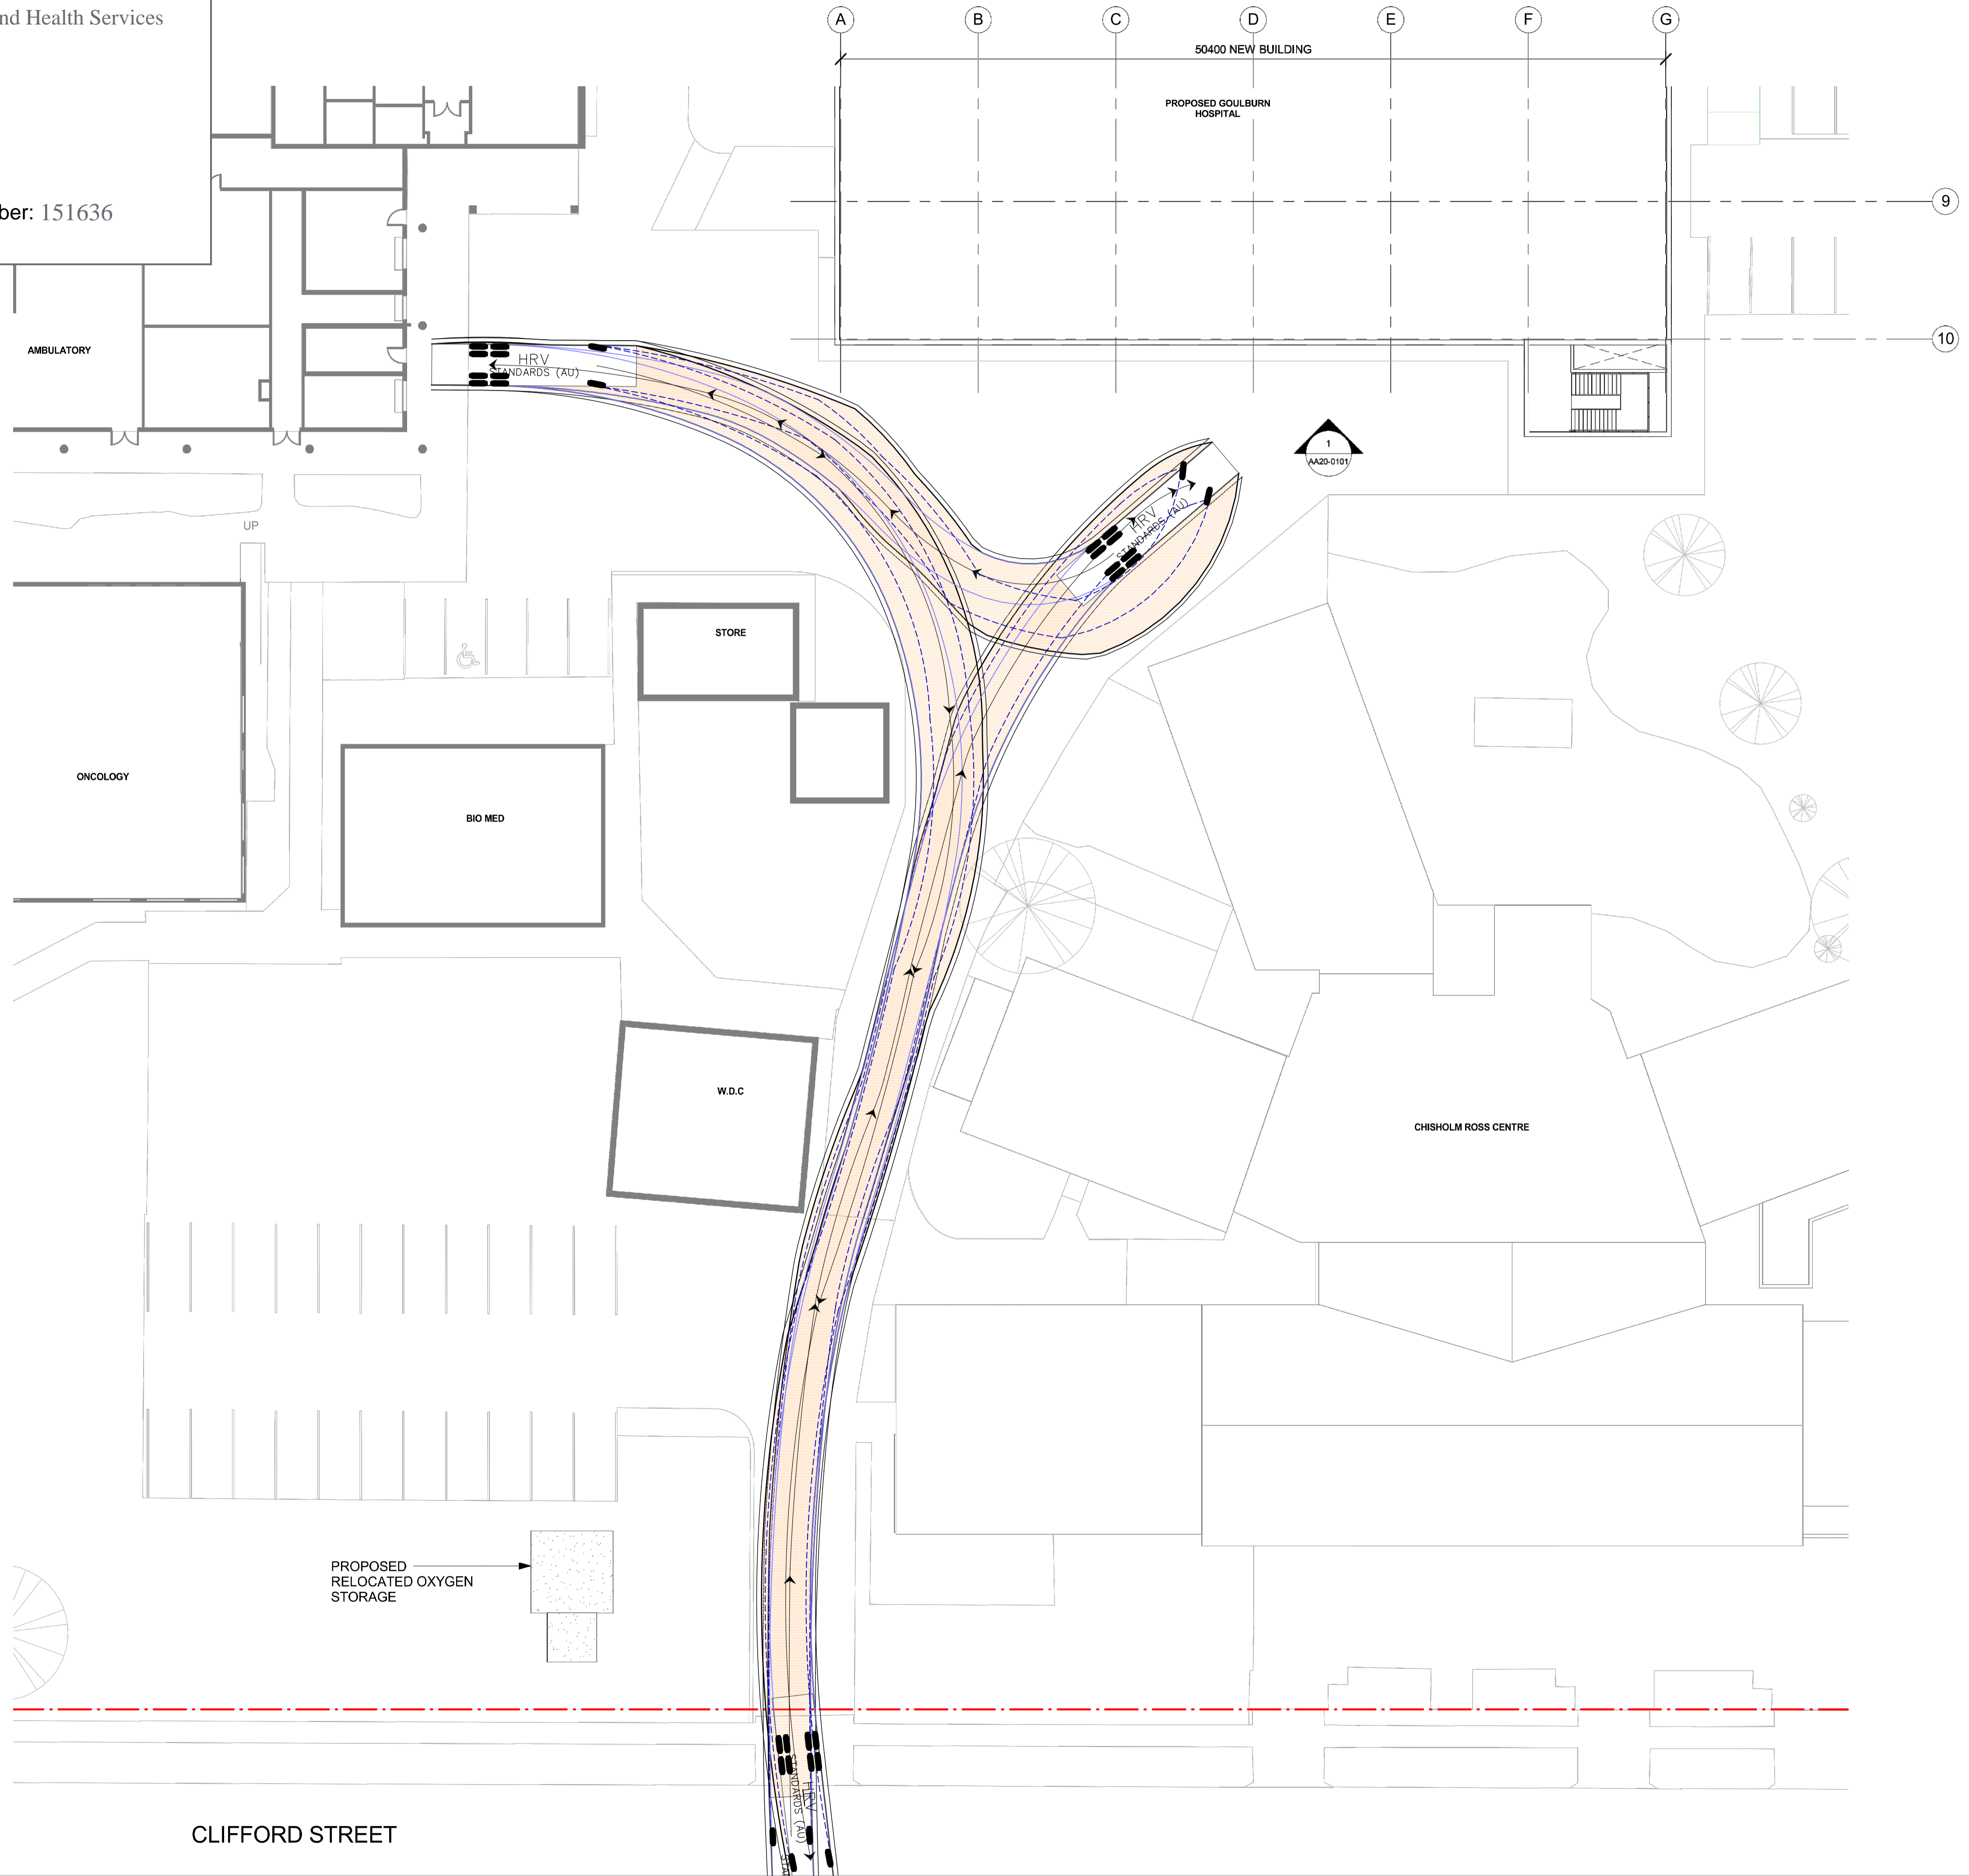 nd Health Services
A
B
C
D
E
F
G
50400 NEW BUILDING
PROPOSED GOULBURN
HOSPITAL
9
ber: 151636
10
AMBULATORY
HRV
STANDARDS (AU)
1
AA20-0101
HRV
STANDARDS (AU)
UP
STORE
ONCOLOGY
BIO MED
W.D.C
CHISHOLM ROSS CENTRE
PROPOSED
RELOCATED OXYGEN
STORAGE
HRV
STANDARDS (AU)
STA
CLIFFORD STREET